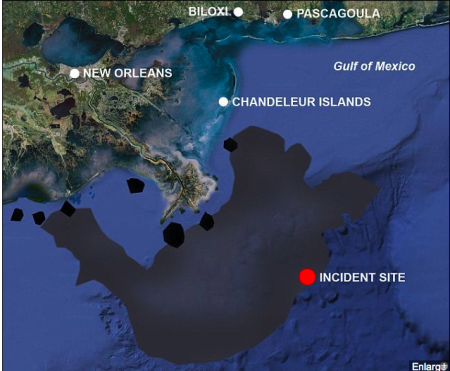 BILOXI
PASCAGOULA
Gulf of Mexico
NEW ORLEANS
CHANDELEUR ISLANDS
INCIDENT SITE
Enlarge